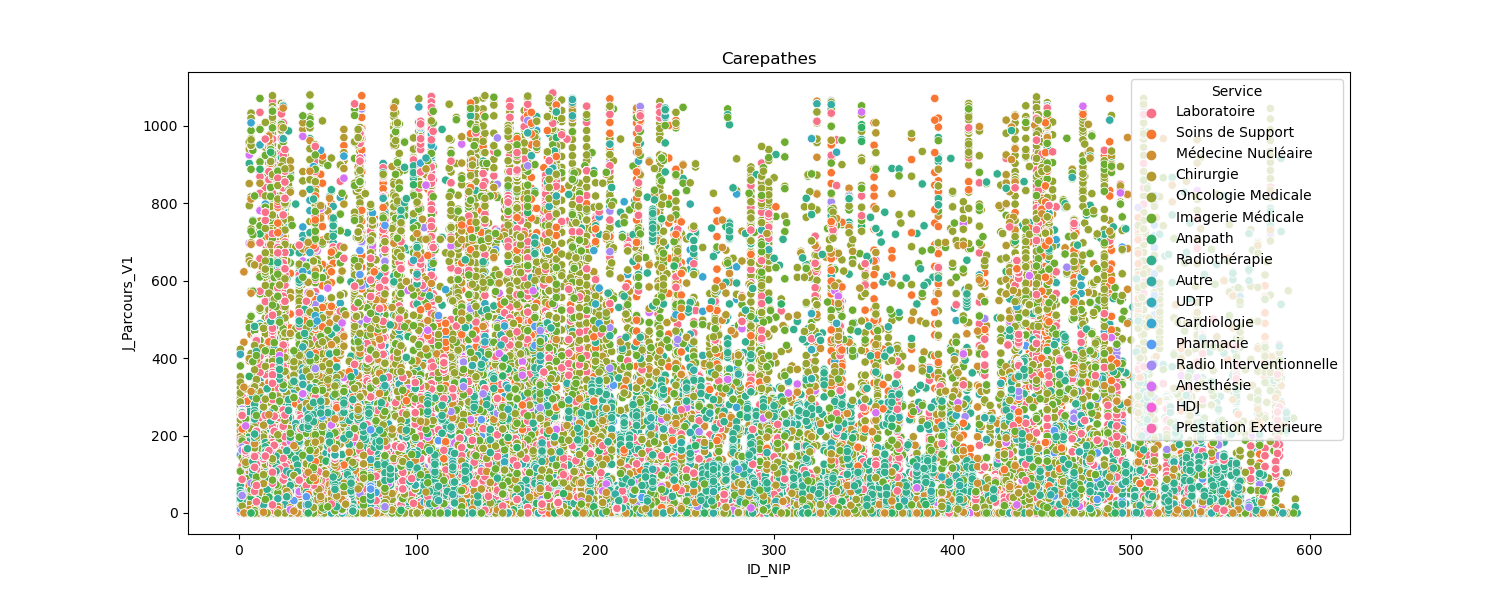 Carepathes
J_Parcours_V1
1000
800
600
400
200
0
0 100 200 300 400 500 600
ID_NIP
Service
Laboratoire
Soins de Support
Médecine Nucléaire
Chirurgie
Oncologie Medicale
Imagerie Médicale
Anapath
Radiothérapie
Autre
UDTP
Cardiologie
Pharmacie
Radio Interventionnelle
Anesthésie
HDJ
Prestation Exterieure